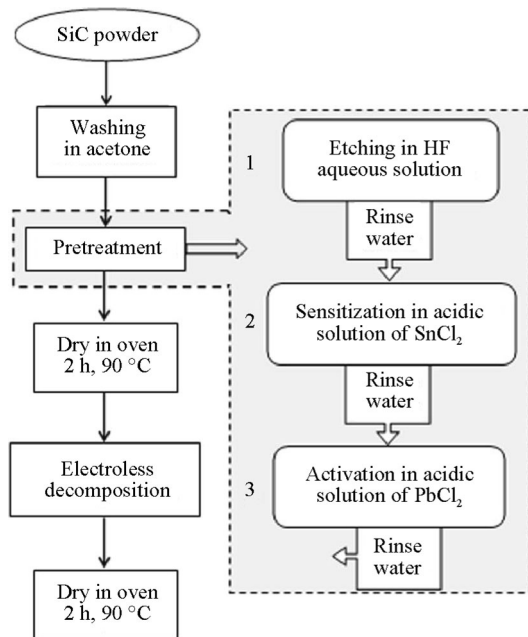 SiC powder
Washing
in acetone
Pretreatment
Dry in oven
2 h, 90 °C
Electroless
decomposition
Dry in oven
2 h, 90 °C
1
Etching in HF
aqueous solution
Rinse
water
2
Sensitization in acidic
solution of SnCl₂
Rinse
water
3
Activation in acidic
solution of PbCl₂
Rinse
water